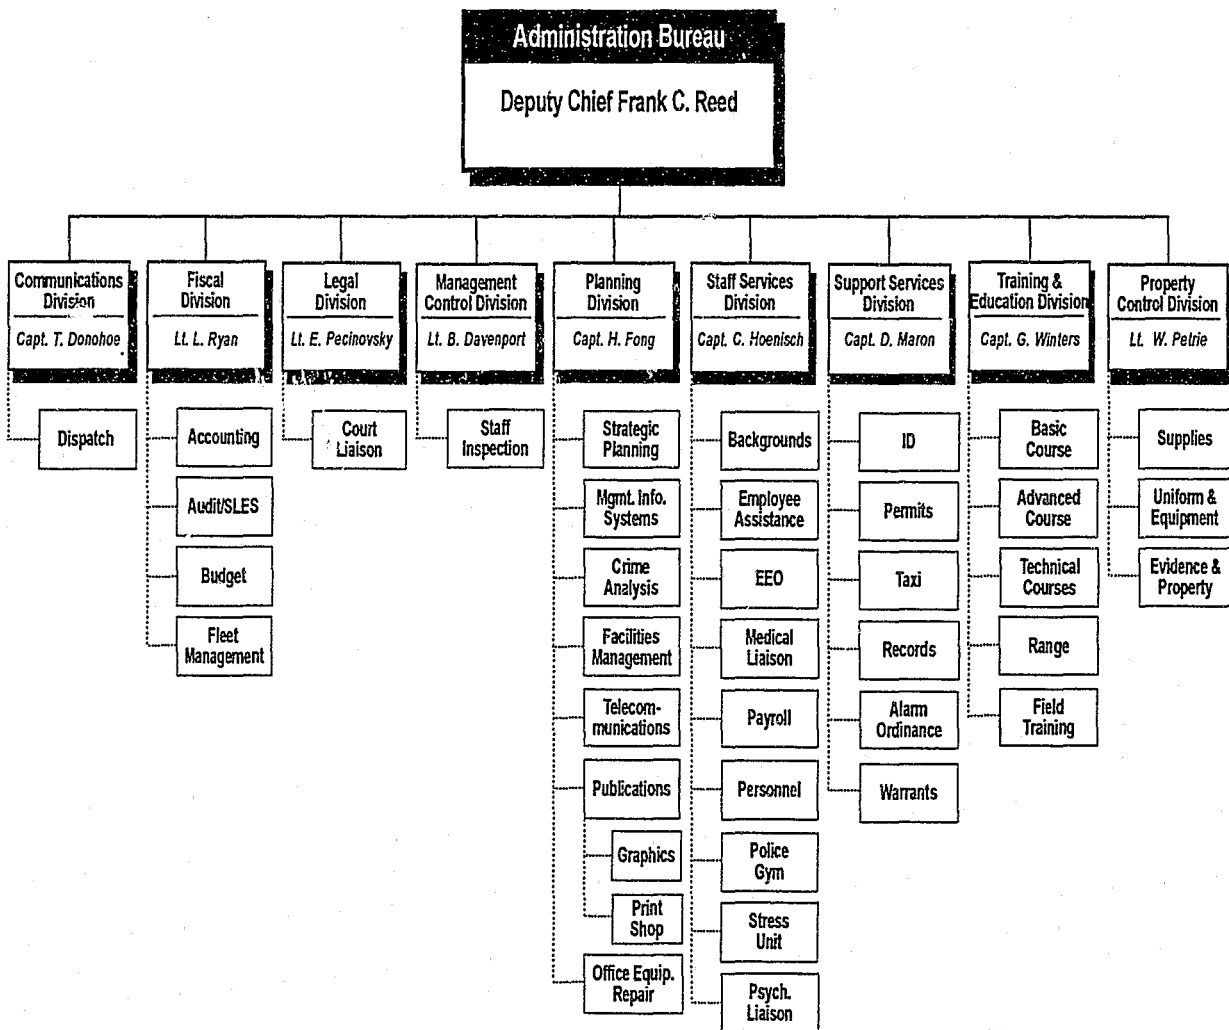 Administration Bureau
Deputy Chief Frank C. Reed
Communications
Division
Capt. T. Donohoe
Dispatch
Fiscal
Division
Lt. L. Ryan
Accounting
Audit/SLES
Budget
Fleet
Management
Legal
Division
Lt. E. Pecinovsky
Court
Liaison
Management
Control Division
Lt. B. Davenport
Staff
Inspection
Planning
Division
Capt. H. Fong
Strategic
Planning
Mgmt. Info.
Systems
Crime
Analysis
Facilities
Management
Telecom-
munications
Publications
Graphics
Print
Shop
Office Equip.
Repair
Staff Services
Division
Capt. C. Hoenisch
Backgrounds
Employee
Assistance
EEO
Medical
Liaison
Payroll
Personnel
Police
Gym
Stress
Unit
Psych.
Liaison
Support Services
Division
Capt. D. Maron
ID
Permits
Taxi
Records
Alarm
Ordinance
Warrants
Training &
Education Division
Capt. G. Winters
Basic
Course
Advanced
Course
Technical
Courses
Range
Field
Training
Property
Control Division
Lt. W. Petrie
Supplies
Uniform &
Equipment
Evidence &
Property